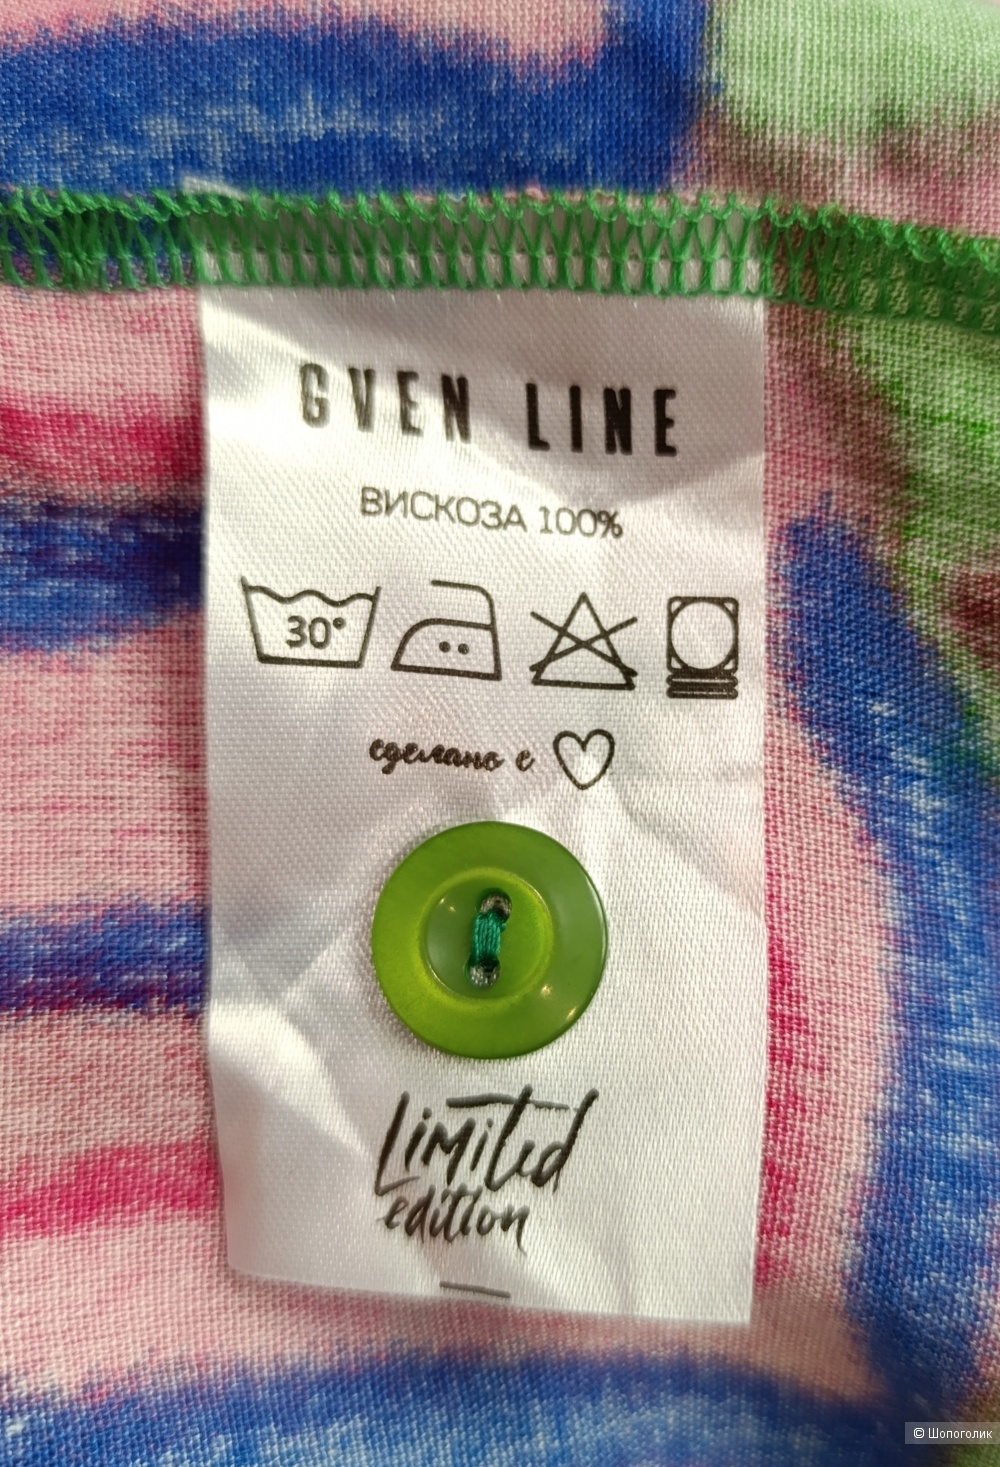 GVEN LINE
ВИСКОЗА 100%
30°
сделано с
Limited
edition
© Шопоголик